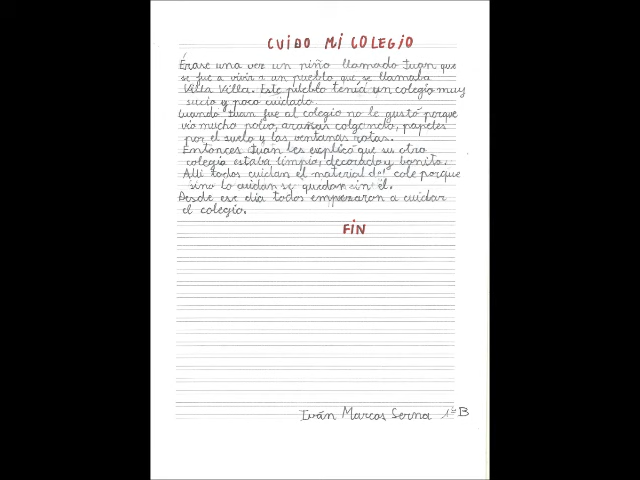 CUIDO MI COLEGIO
Érase una vez un niño llamado Juan que
se fue a vivir a un pueblo que se llamaba
Villa Villa. Este pueblo tenía un colegio muy
sucio y poco cuidado.
Cuando Juan fue al colegio no le gustó porque
vio mucho polvo, arañas colgando, papeles
por el suelo y las ventanas rotas.
Entonces Juan les explicó que su otro
colegio estaba limpio, decorado y bonito.
Allí todos cuidan el material del cole porque
sino lo cuidan se quedan sin él.
Desde ese día todos empezaron a cuidar
el colegio.
FIN
Iván Marcos Serna 1º B